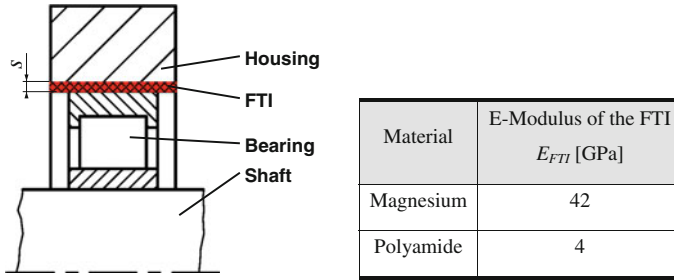 s
Housing
FTI
Bearing
Shaft
Material
E-Modulus of the FTI
E_FTI [GPa]
Magnesium 42
Polyamide 4